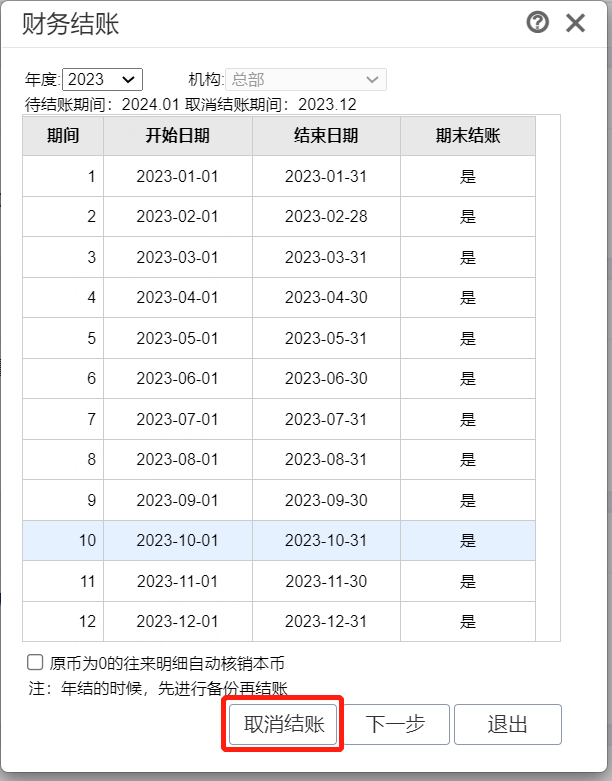 财务结账
年度: 2023 机构: 总部
待结账期间：2024.01 取消结账期间：2023.12
期间 开始日期 结束日期 期末结账
1 2023-01-01 2023-01-31 是
2 2023-02-01 2023-02-28 是
3 2023-03-01 2023-03-31 是
4 2023-04-01 2023-04-30 是
5 2023-05-01 2023-05-31 是
6 2023-06-01 2023-06-30 是
7 2023-07-01 2023-07-31 是
8 2023-08-01 2023-08-31 是
9 2023-09-01 2023-09-30 是
10 2023-10-01 2023-10-31 是
11 2023-11-01 2023-11-30 是
12 2023-12-01 2023-12-31 是
原币为0的往来明细自动核销本币
注：年结的时候，先进行备份再结账
取消结账 下一步 退出